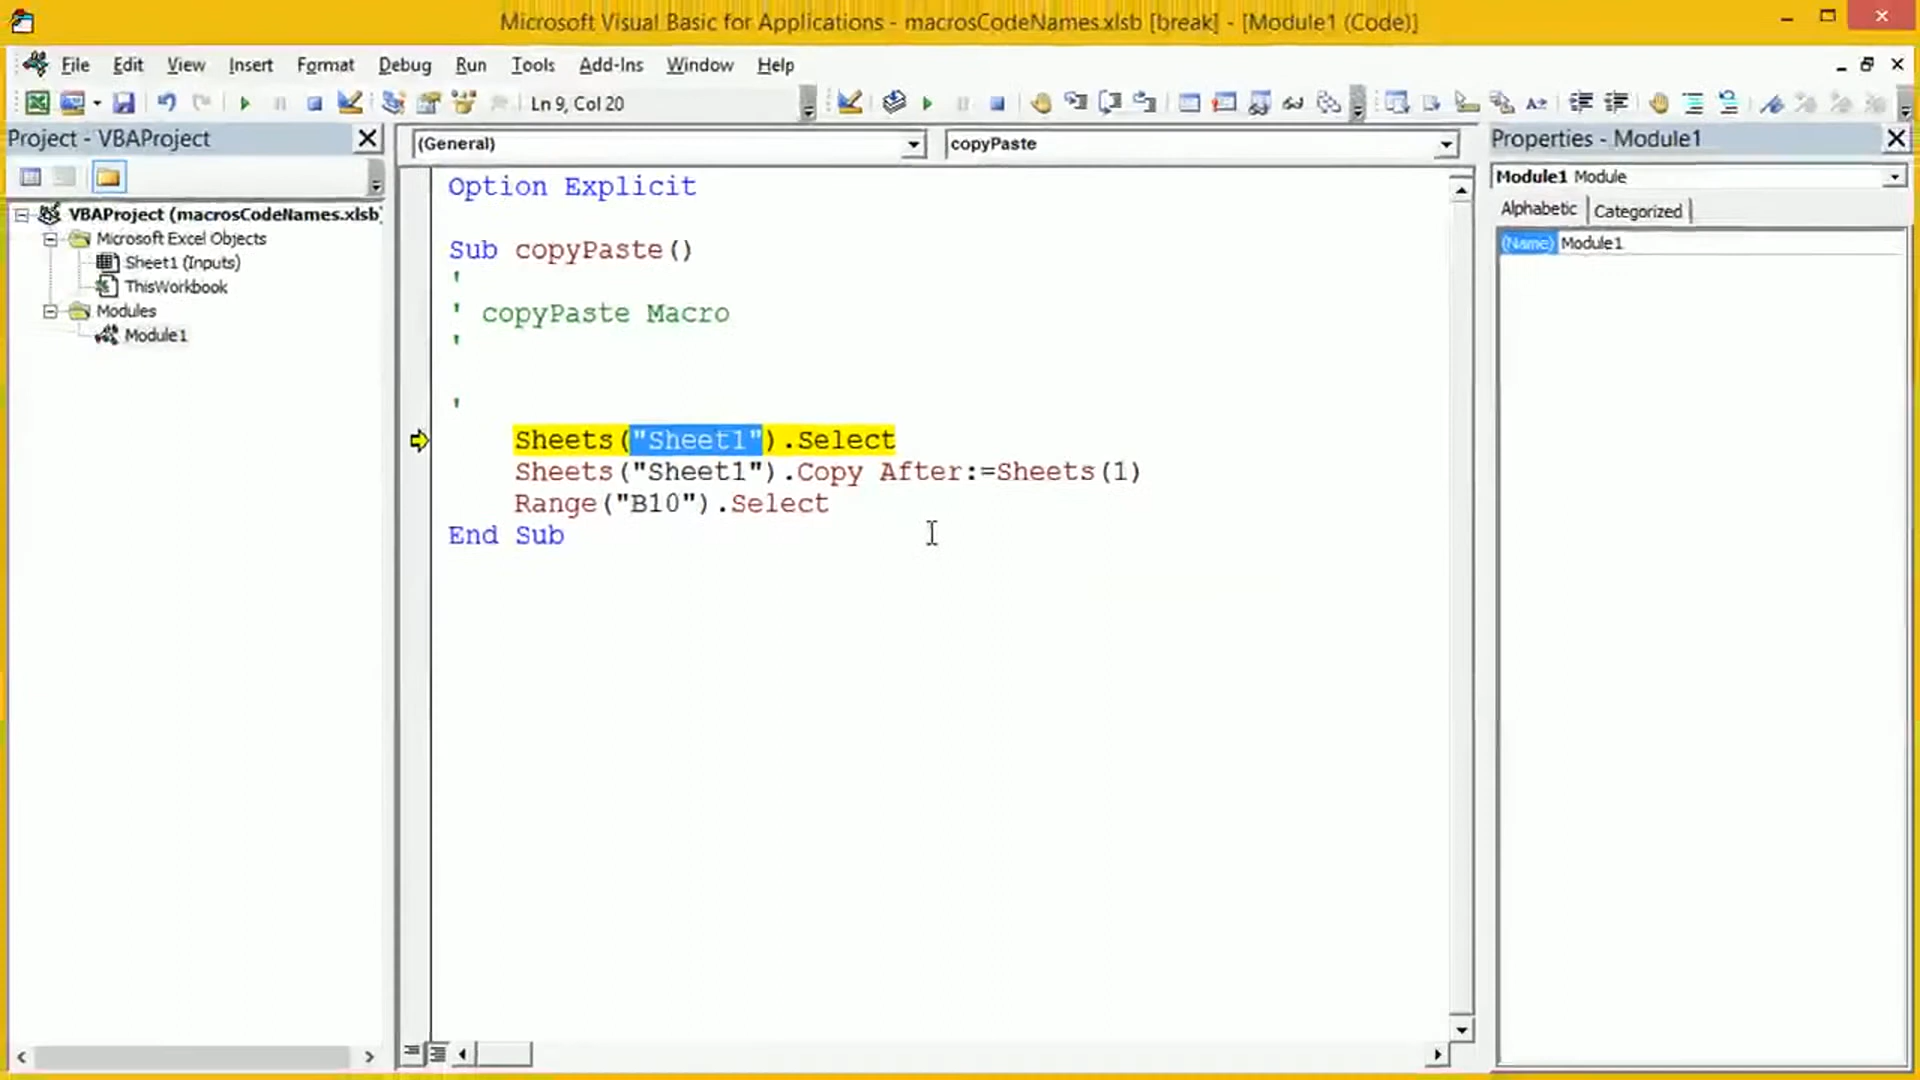 Microsoft Visual Basic for Applications - macrosCodeNames.xlsb [break] - [Module1 (Code)]
File Edit View Insert Format Debug Run Tools Add-Ins Window Help
Ln 9, Col 20
Project - VBAProject
VBAProject (macrosCodeNames.xlsb)
Microsoft Excel Objects
Sheet1 (Inputs)
ThisWorkbook
Modules
Module1
(General)
copyPaste
Option Explicit
Sub copyPaste()
'
' copyPaste Macro
'
'
Sheets("Sheet1").Select
Sheets("Sheet1").Copy After:=Sheets(1)
Range("B10").Select
End Sub
Properties - Module1
Module1 Module
Alphabetic Categorized
(Name) Module1